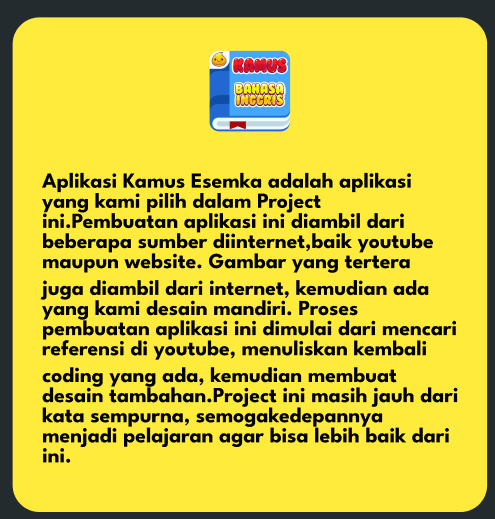 KAMUS
BAHASA
INGGRIS
Aplikasi Kamus Esemka adalah aplikasi
yang kami pilih dalam Project
ini.Pembuatan aplikasi ini diambil dari
beberapa sumber diinternet,baik youtube
maupun website. Gambar yang tertera
juga diambil dari internet, kemudian ada
yang kami desain mandiri. Proses
pembuatan aplikasi ini dimulai dari mencari
referensi di youtube, menuliskan kembali
coding yang ada, kemudian membuat
desain tambahan.Project ini masih jauh dari
kata sempurna, semogakedepannya
menjadi pelajaran agar bisa lebih baik dari
ini.